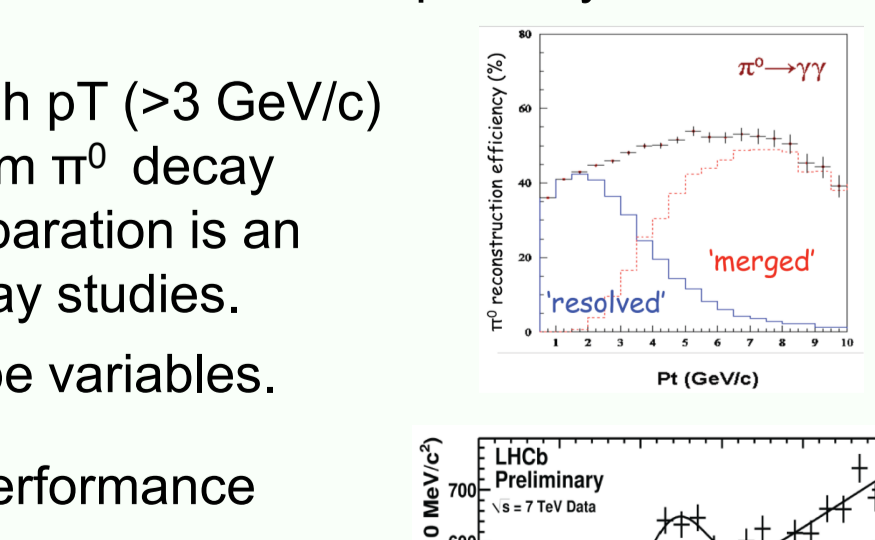 h pT (>3 GeV/c)
m π⁰ decay
paration is an
ay studies.
e variables.
erformance
π⁰ reconstruction efficiency (%)
80
60
40
20
0
π⁰→γγ
'merged'
'resolved'
1 2 3 4 5 6 7 8 9 10
Pt (GeV/c)
LHCb
Preliminary
√s = 7 TeV Data
700
0 MeV/c²)